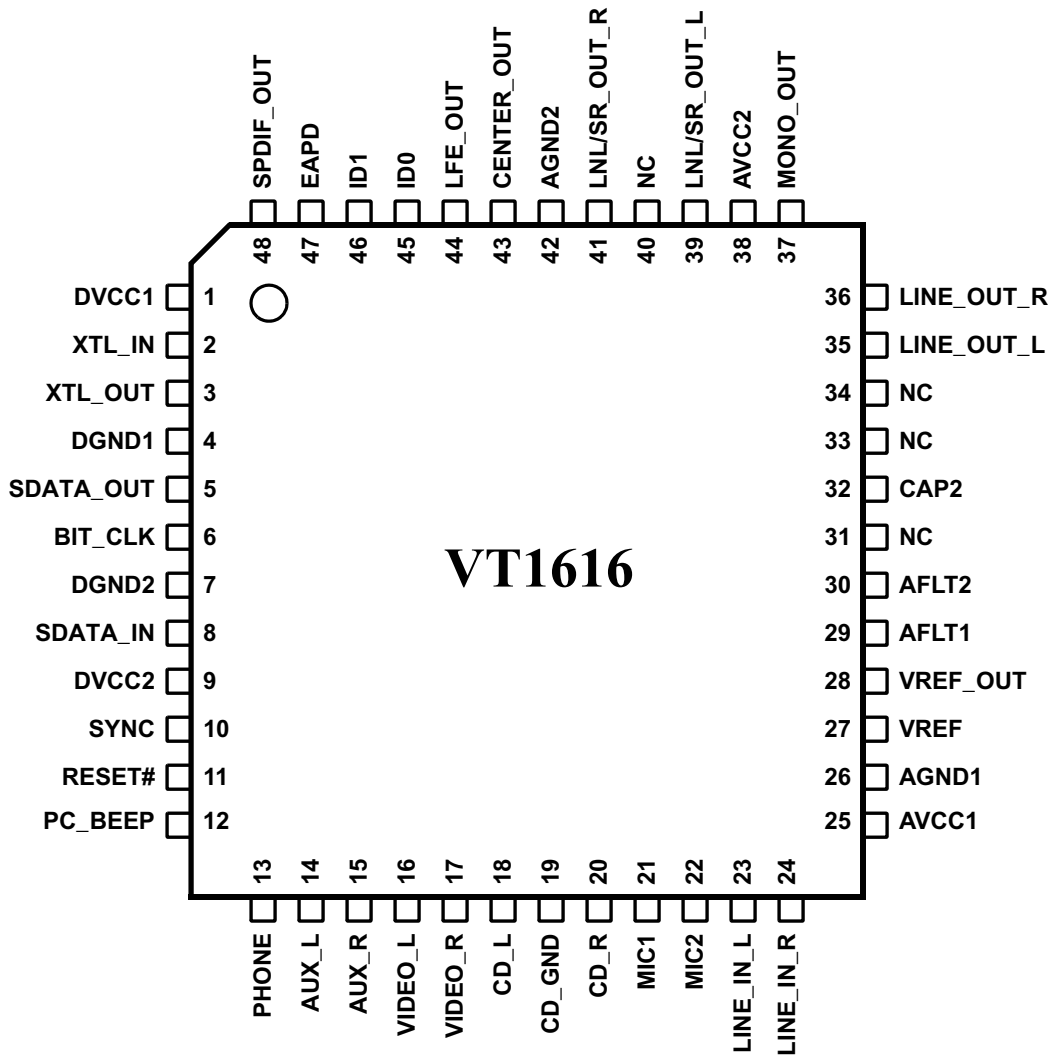 SPDIF_OUT
EAPD
ID1
ID0
LFE_OUT
CENTER_OUT
AGND2
LNL/SR_OUT_R
NC
LNL/SR_OUT_L
AVCC2
MONO_OUT
48
47
46
45
44
43
42
41
40
39
38
37
DVCC1 1
XTL_IN 2
XTL_OUT 3
DGND1 4
SDATA_OUT 5
BIT_CLK 6
DGND2 7
SDATA_IN 8
DVCC2 9
SYNC 10
RESET# 11
PC_BEEP 12
VT1616
36 LINE_OUT_R
35 LINE_OUT_L
34 NC
33 NC
32 CAP2
31 NC
30 AFLT2
29 AFLT1
28 VREF_OUT
27 VREF
26 AGND1
25 AVCC1
13
14
15
16
17
18
19
20
21
22
23
24
PHONE
AUX_L
AUX_R
VIDEO_L
VIDEO_R
CD_L
CD_GND
CD_R
MIC1
MIC2
LINE_IN_L
LINE_IN_R